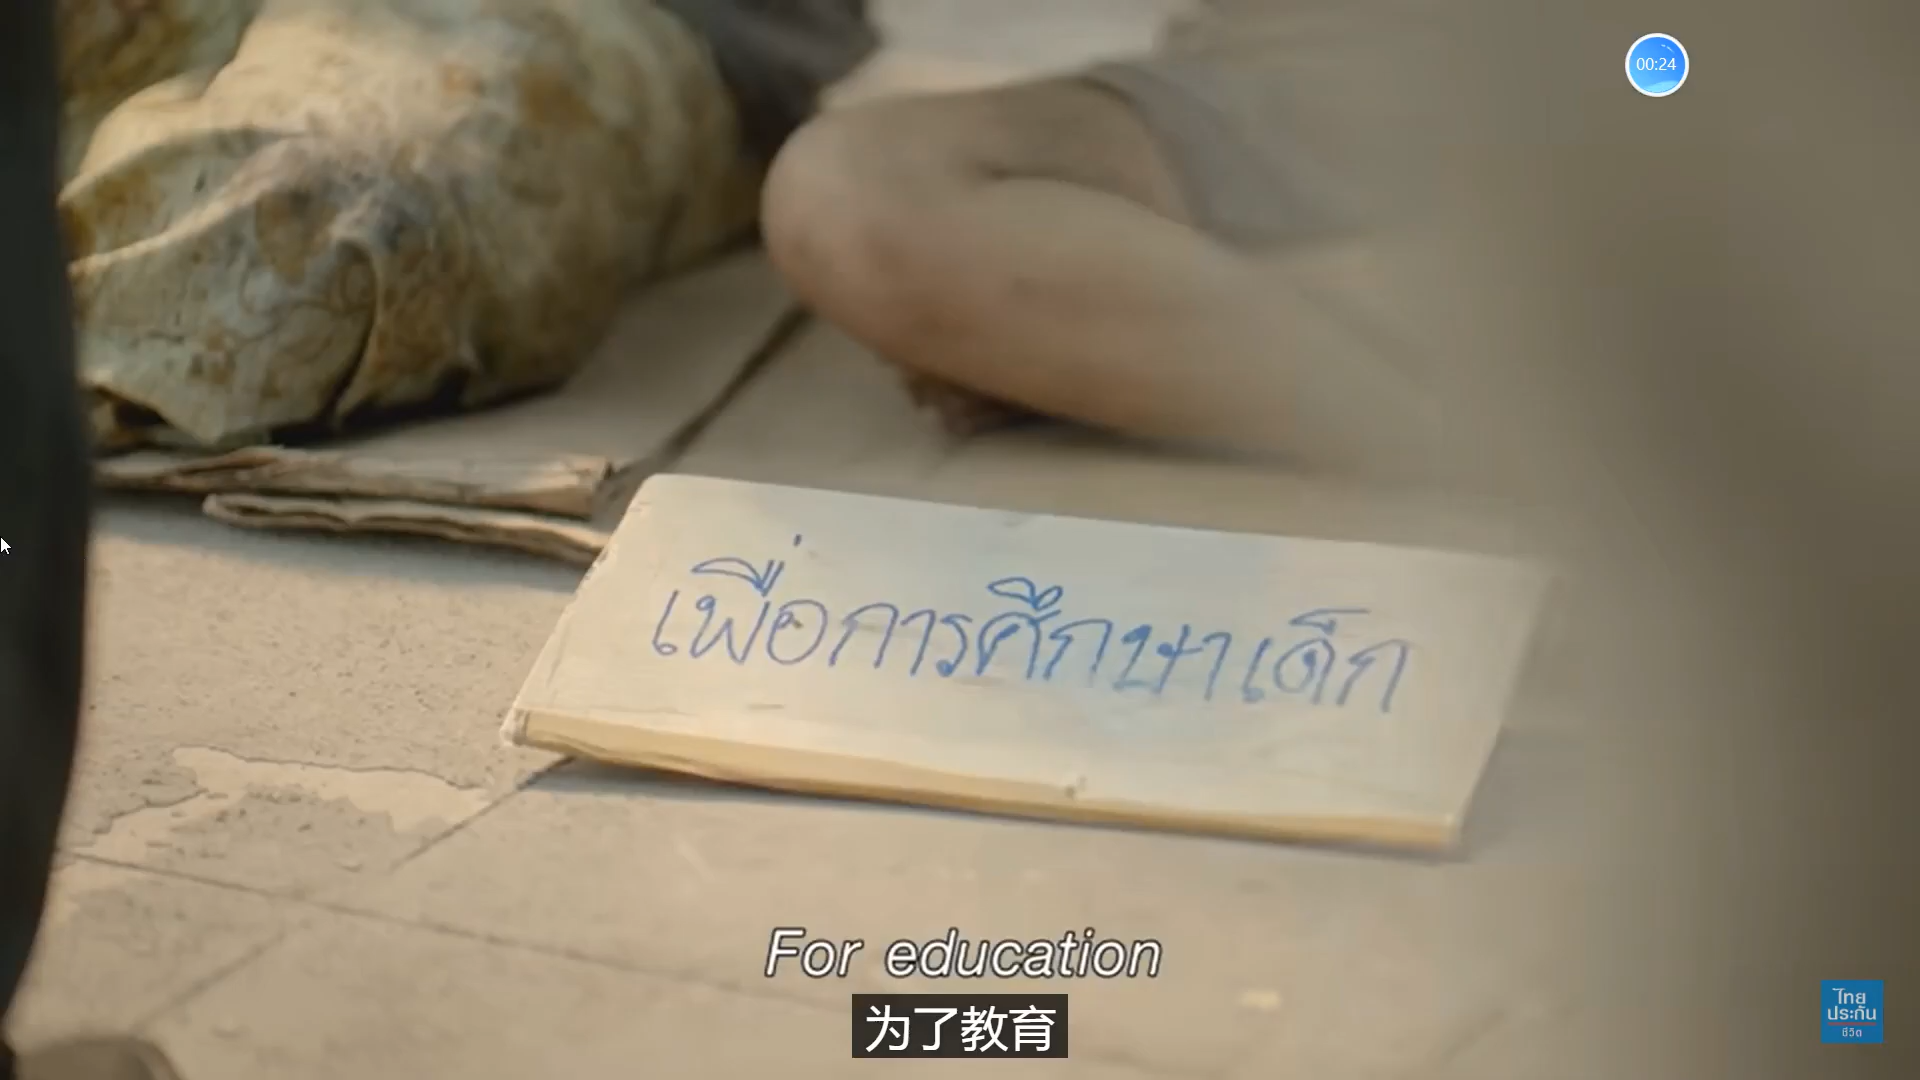 00:24
เพื่อการศึกษาเด็ก
For education
为了教育
ไทย
ประกัน
ชีวิต